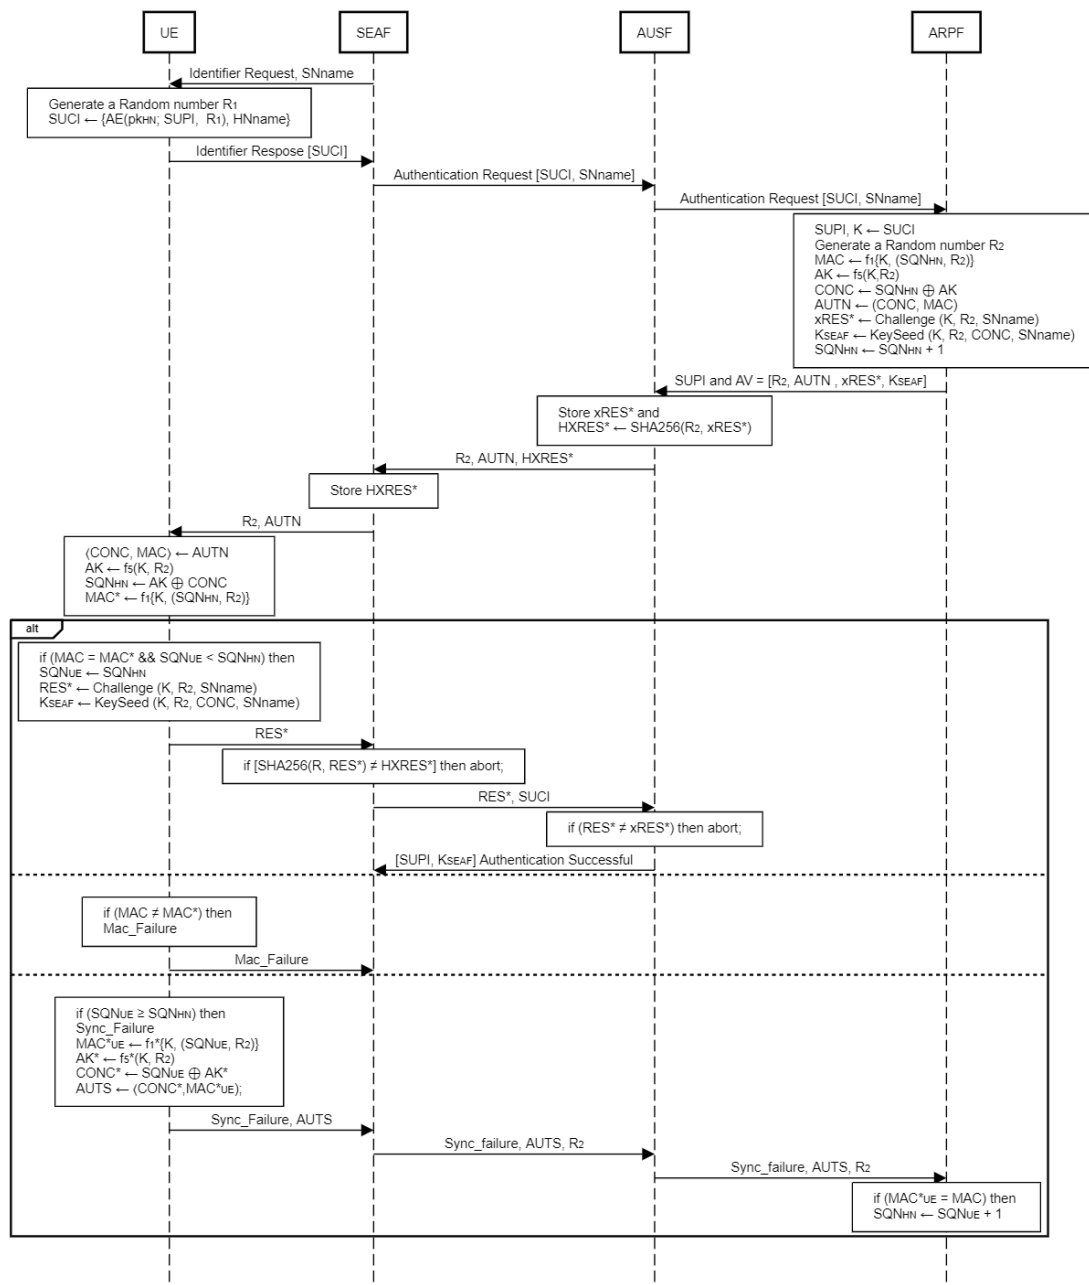 UE
SEAF
AUSF
ARPF
Identifier Request, SNname
Generate a Random number R1
SUCI ← {AE(pkHN; SUPI, R1), HNname}
Identifier Respose [SUCI]
Authentication Request [SUCI, SNname]
Authentication Request [SUCI, SNname]
SUPI, K ← SUCI
Generate a Random number R2
MAC ← f1{K, (SQNHN, R2)}
AK ← f5(K,R2)
CONC ← SQNHN ⊕ AK
AUTN ← (CONC, MAC)
xRES* ← Challenge (K, R2, SNname)
KSEAF ← KeySeed (K, R2, CONC, SNname)
SQNHN ← SQNHN + 1
SUPI and AV = [R2, AUTN , xRES*, KSEAF]
Store xRES* and
HXRES* ← SHA256(R2, xRES*)
R2, AUTN, HXRES*
Store HXRES*
R2, AUTN
(CONC, MAC) ← AUTN
AK ← f5(K, R2)
SQNHN ← AK ⊕ CONC
MAC* ← f1{K, (SQNHN, R2)}
alt
if (MAC = MAC* && SQNUE < SQNHN) then
SQNUE ← SQNHN
RES* ← Challenge (K, R2, SNname)
KSEAF ← KeySeed (K, R2, CONC, SNname)
RES*
if [SHA256(R, RES*) ≠ HXRES*] then abort;
RES*, SUCI
if (RES* ≠ xRES*) then abort;
[SUPI, KSEAF] Authentication Successful
if (MAC ≠ MAC*) then
Mac_Failure
Mac_Failure
if (SQNUE ≥ SQNHN) then
Sync_Failure
MAC*UE ← f1*{K, (SQNUE, R2)}
AK* ← f5*(K, R2)
CONC* ← SQNUE ⊕ AK*
AUTS ← (CONC*,MAC*UE);
Sync_Failure, AUTS
Sync_failure, AUTS, R2
Sync_failure, AUTS, R2
if (MAC*UE = MAC) then
SQNHN ← SQNUE + 1